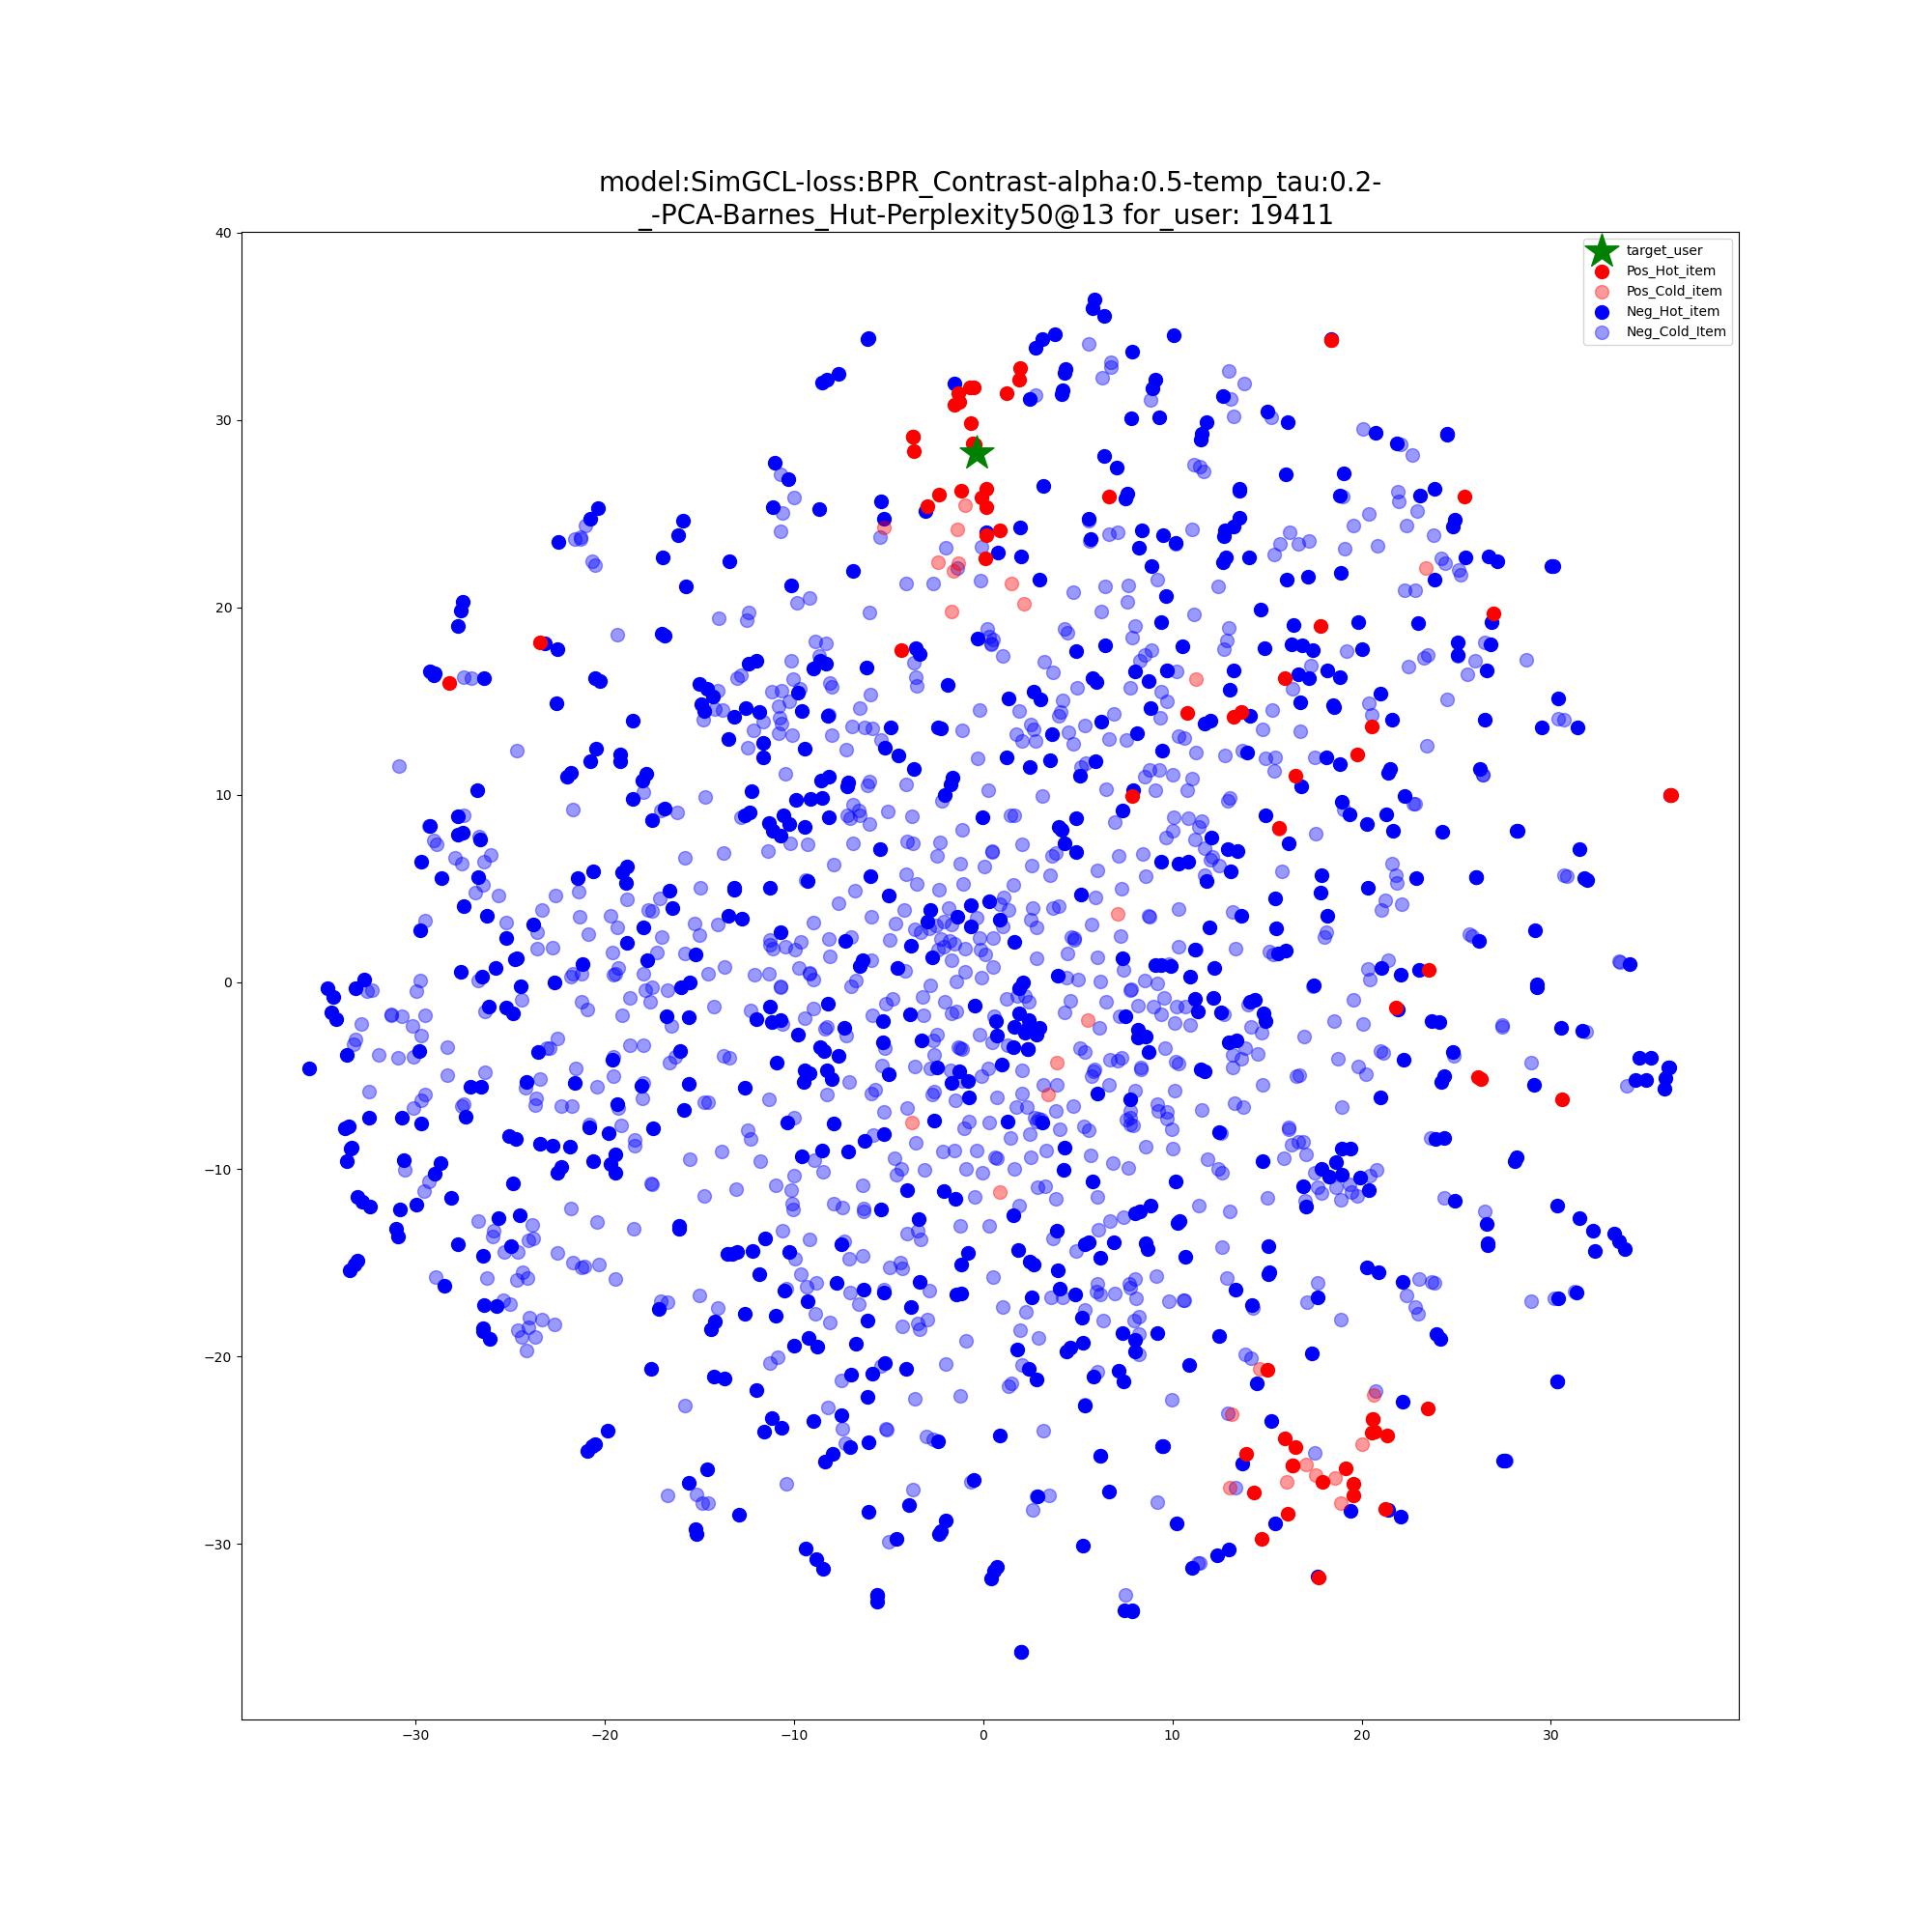 model:SimGCL-loss:BPR_Contrast-alpha:0.5-temp_tau:0.2-
_-PCA-Barnes_Hut-Perplexity50@13 for_user: 19411
target_user
Pos_Hot_item
Pos_Cold_item
Neg_Hot_item
Neg_Cold_Item
40
30
20
10
0
−10
−20
−30
−30 −20 −10 0 10 20 30